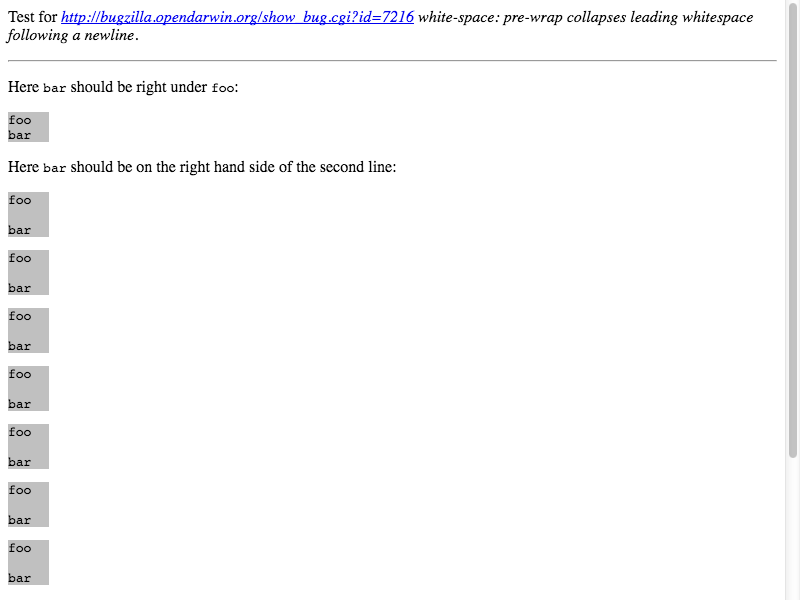 Test for http://bugzilla.opendarwin.org/show_bug.cgi?id=7216 white-space: pre-wrap collapses leading whitespace
following a newline.
Here bar should be right under foo:
foo
bar
Here bar should be on the right hand side of the second line:
foo
bar
foo
bar
foo
bar
foo
bar
foo
bar
foo
bar
foo
bar